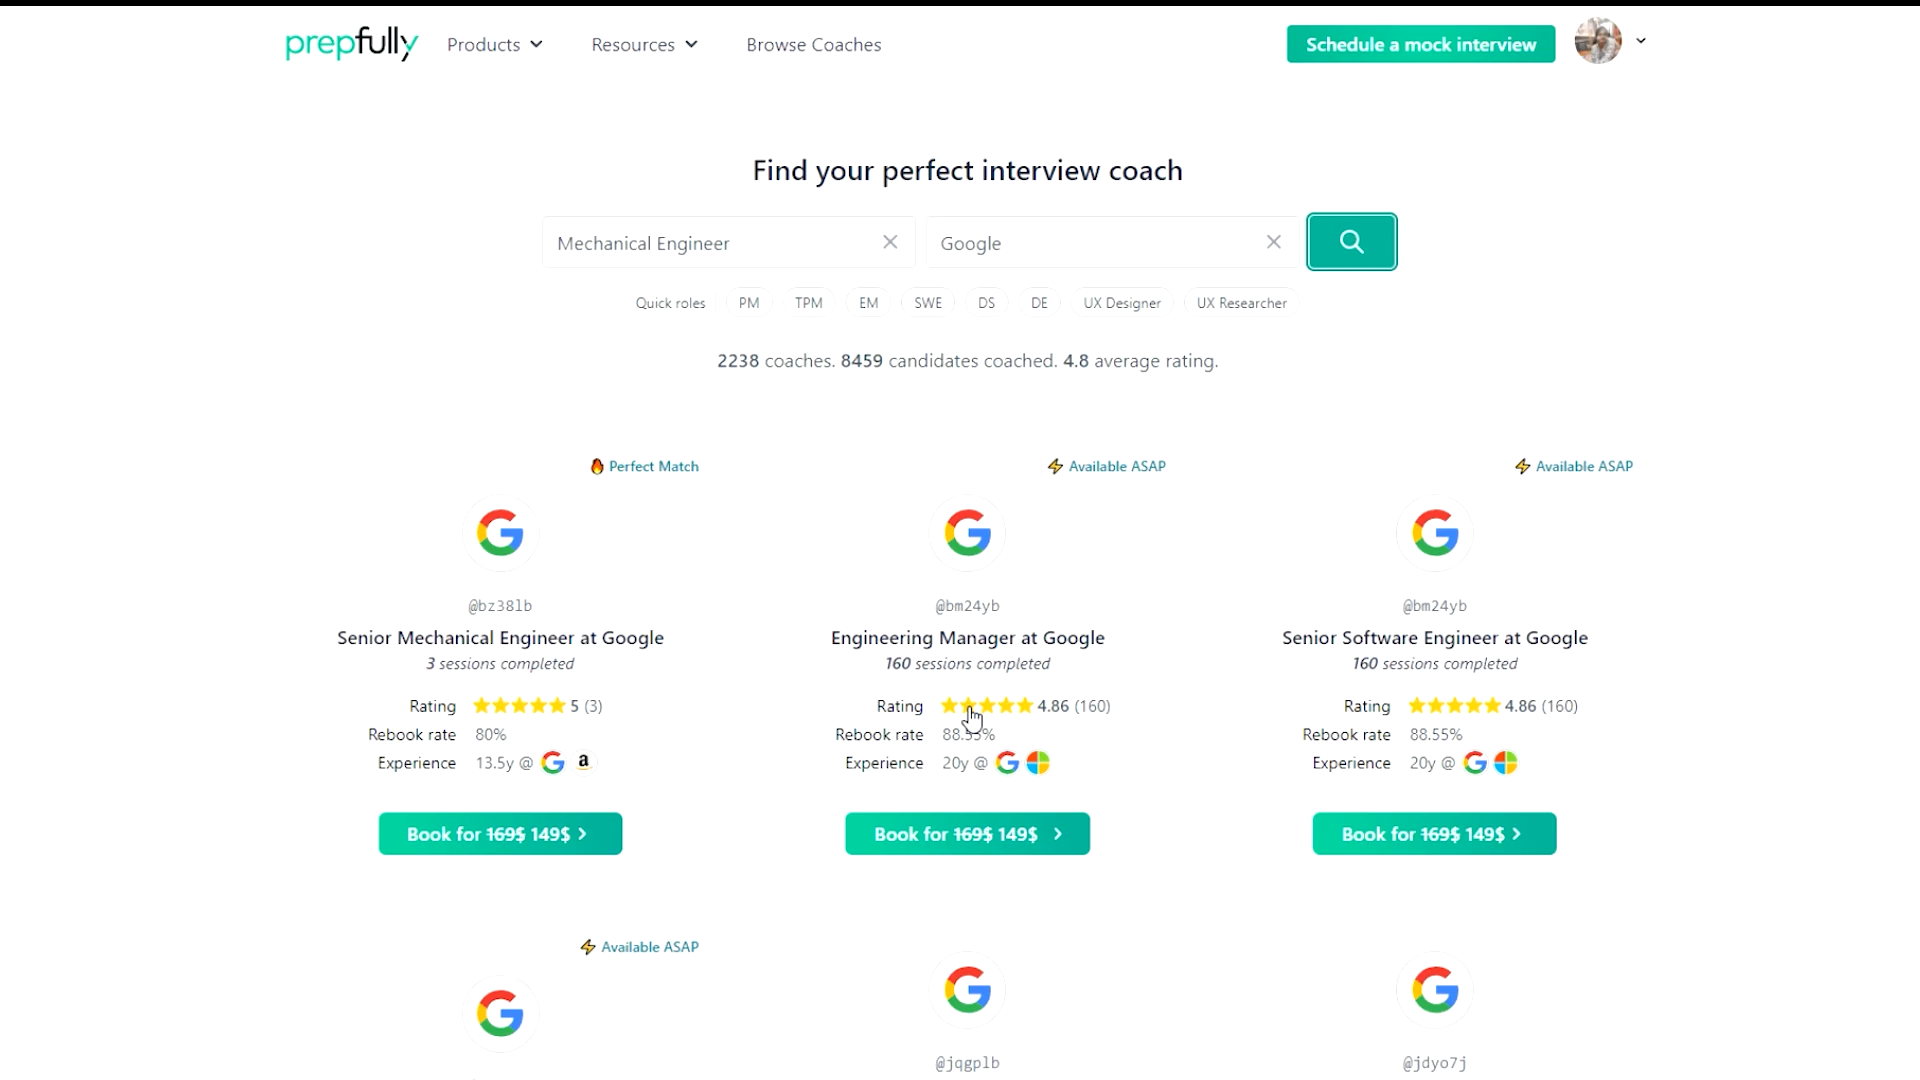 prepfully Products Resources Browse Coaches Schedule a mock interview
Find your perfect interview coach
Mechanical Engineer Google
Quick roles PM TPM EM SWE DS DE UX Designer UX Researcher
2238 coaches. 8459 candidates coached. 4.8 average rating.
Perfect Match
@bz38lb
Senior Mechanical Engineer at Google
3 sessions completed
Rating 5 (3)
Rebook rate 80%
Experience 13.5y @
Book for 169$ 149$
Available ASAP
@bm24yb
Engineering Manager at Google
160 sessions completed
Rating 4.86 (160)
Rebook rate 88.55%
Experience 20y @
Book for 169$ 149$
Available ASAP
@bm24yb
Senior Software Engineer at Google
160 sessions completed
Rating 4.86 (160)
Rebook rate 88.55%
Experience 20y @
Book for 169$ 149$
Available ASAP
@jqgplb
@jdyo7j